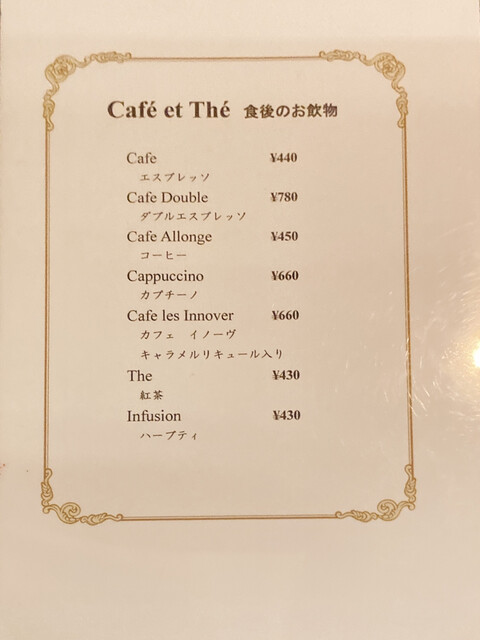 Café et Thé 食後のお飲物
Cafe ¥440
エスプレッソ
Cafe Double ¥780
ダブルエスプレッソ
Cafe Allonge ¥450
コーヒー
Cappuccino ¥660
カプチーノ
Cafe les Innover ¥660
カフェ イノーヴ
キャラメルリキュール入り
The ¥430
紅茶
Infusion ¥430
ハーブティ